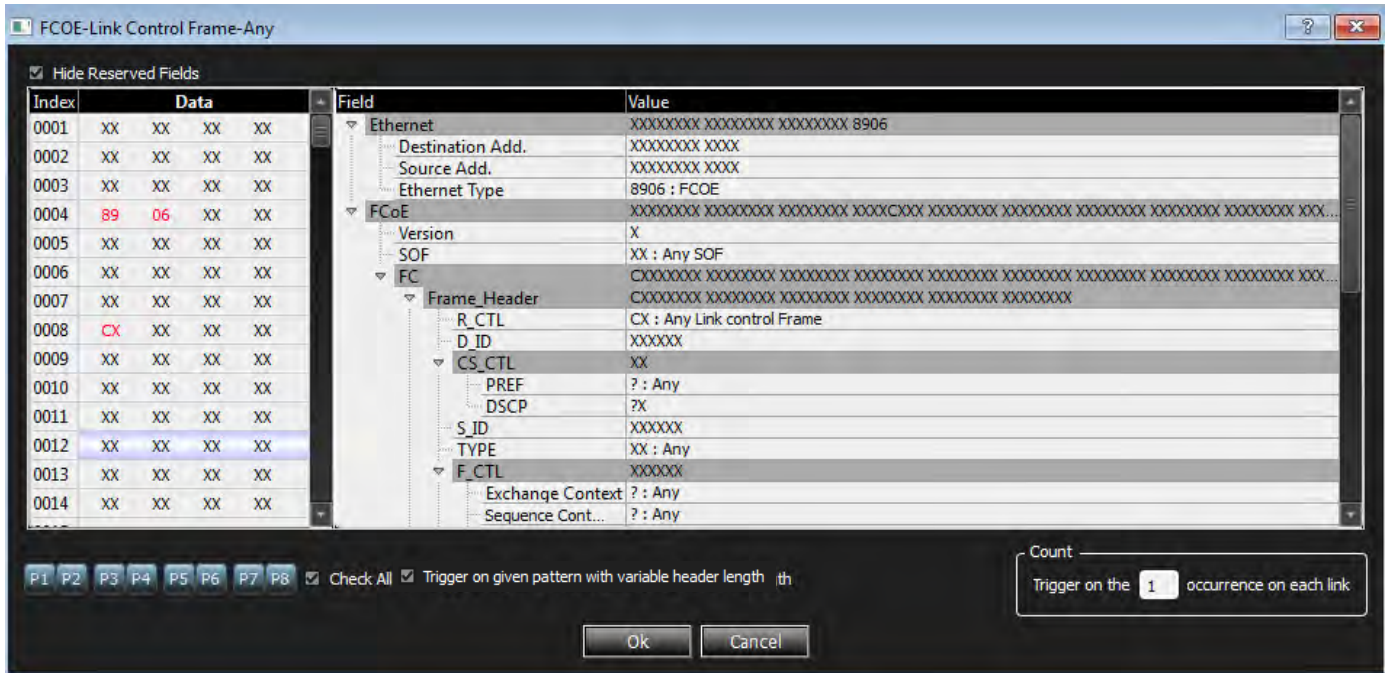 FCOE-Link Control Frame-Any
Hide Reserved Fields
Index Data Field Value
0001 XX XX XX XX
0002 XX XX XX XX
0003 XX XX XX XX
0004 89 06 XX XX
0005 XX XX XX XX
0006 XX XX XX XX
0007 XX XX XX XX
0008 CX XX XX XX
0009 XX XX XX XX
0010 XX XX XX XX
0011 XX XX XX XX
0012 XX XX XX XX
0013 XX XX XX XX
0014 XX XX XX XX
Ethernet XXXXXXXX XXXXXXXX XXXXXXXX 8906
Destination Add. XXXXXXXX XXXX
Source Add. XXXXXXXX XXXX
Ethernet Type 8906 : FCOE
FCoE XXXXXXXX XXXXXXXX XXXXXXXX XXXXCXXX XXXXXXXX XXXXXXXX XXXXXXXX XXXXXXXX XXXXXXXX XXX...
Version X
SOF XX : Any SOF
FC CXXXXXXX XXXXXXXX XXXXXXXX XXXXXXXX XXXXXXXX XXXXXXXX XXXXXXXX XXXXXXXX XXXXXXXX XXX...
Frame_Header CXXXXXXX XXXXXXXX XXXXXXXX XXXXXXXX XXXXXXXX XXXXXXXX
R_CTL CX : Any Link control Frame
D_ID XXXXXX
CS_CTL XX
PREF ? : Any
DSCP ?X
S_ID XXXXXX
TYPE XX : Any
F_CTL XXXXXX
Exchange Context ? : Any
Sequence Cont... ? : Any
P1 P2 P3 P4 P5 P6 P7 P8 Check All Trigger on given pattern with variable header length th
Count
Trigger on the 1 occurrence on each link
Ok Cancel